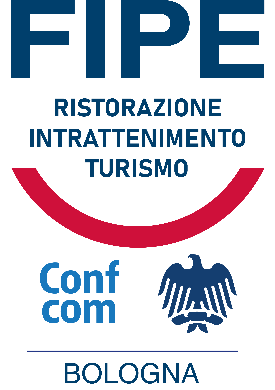 FIPE
RISTORAZIONE
INTRATTENIMENTO
TURISMO
Conf
com
BOLOGNA